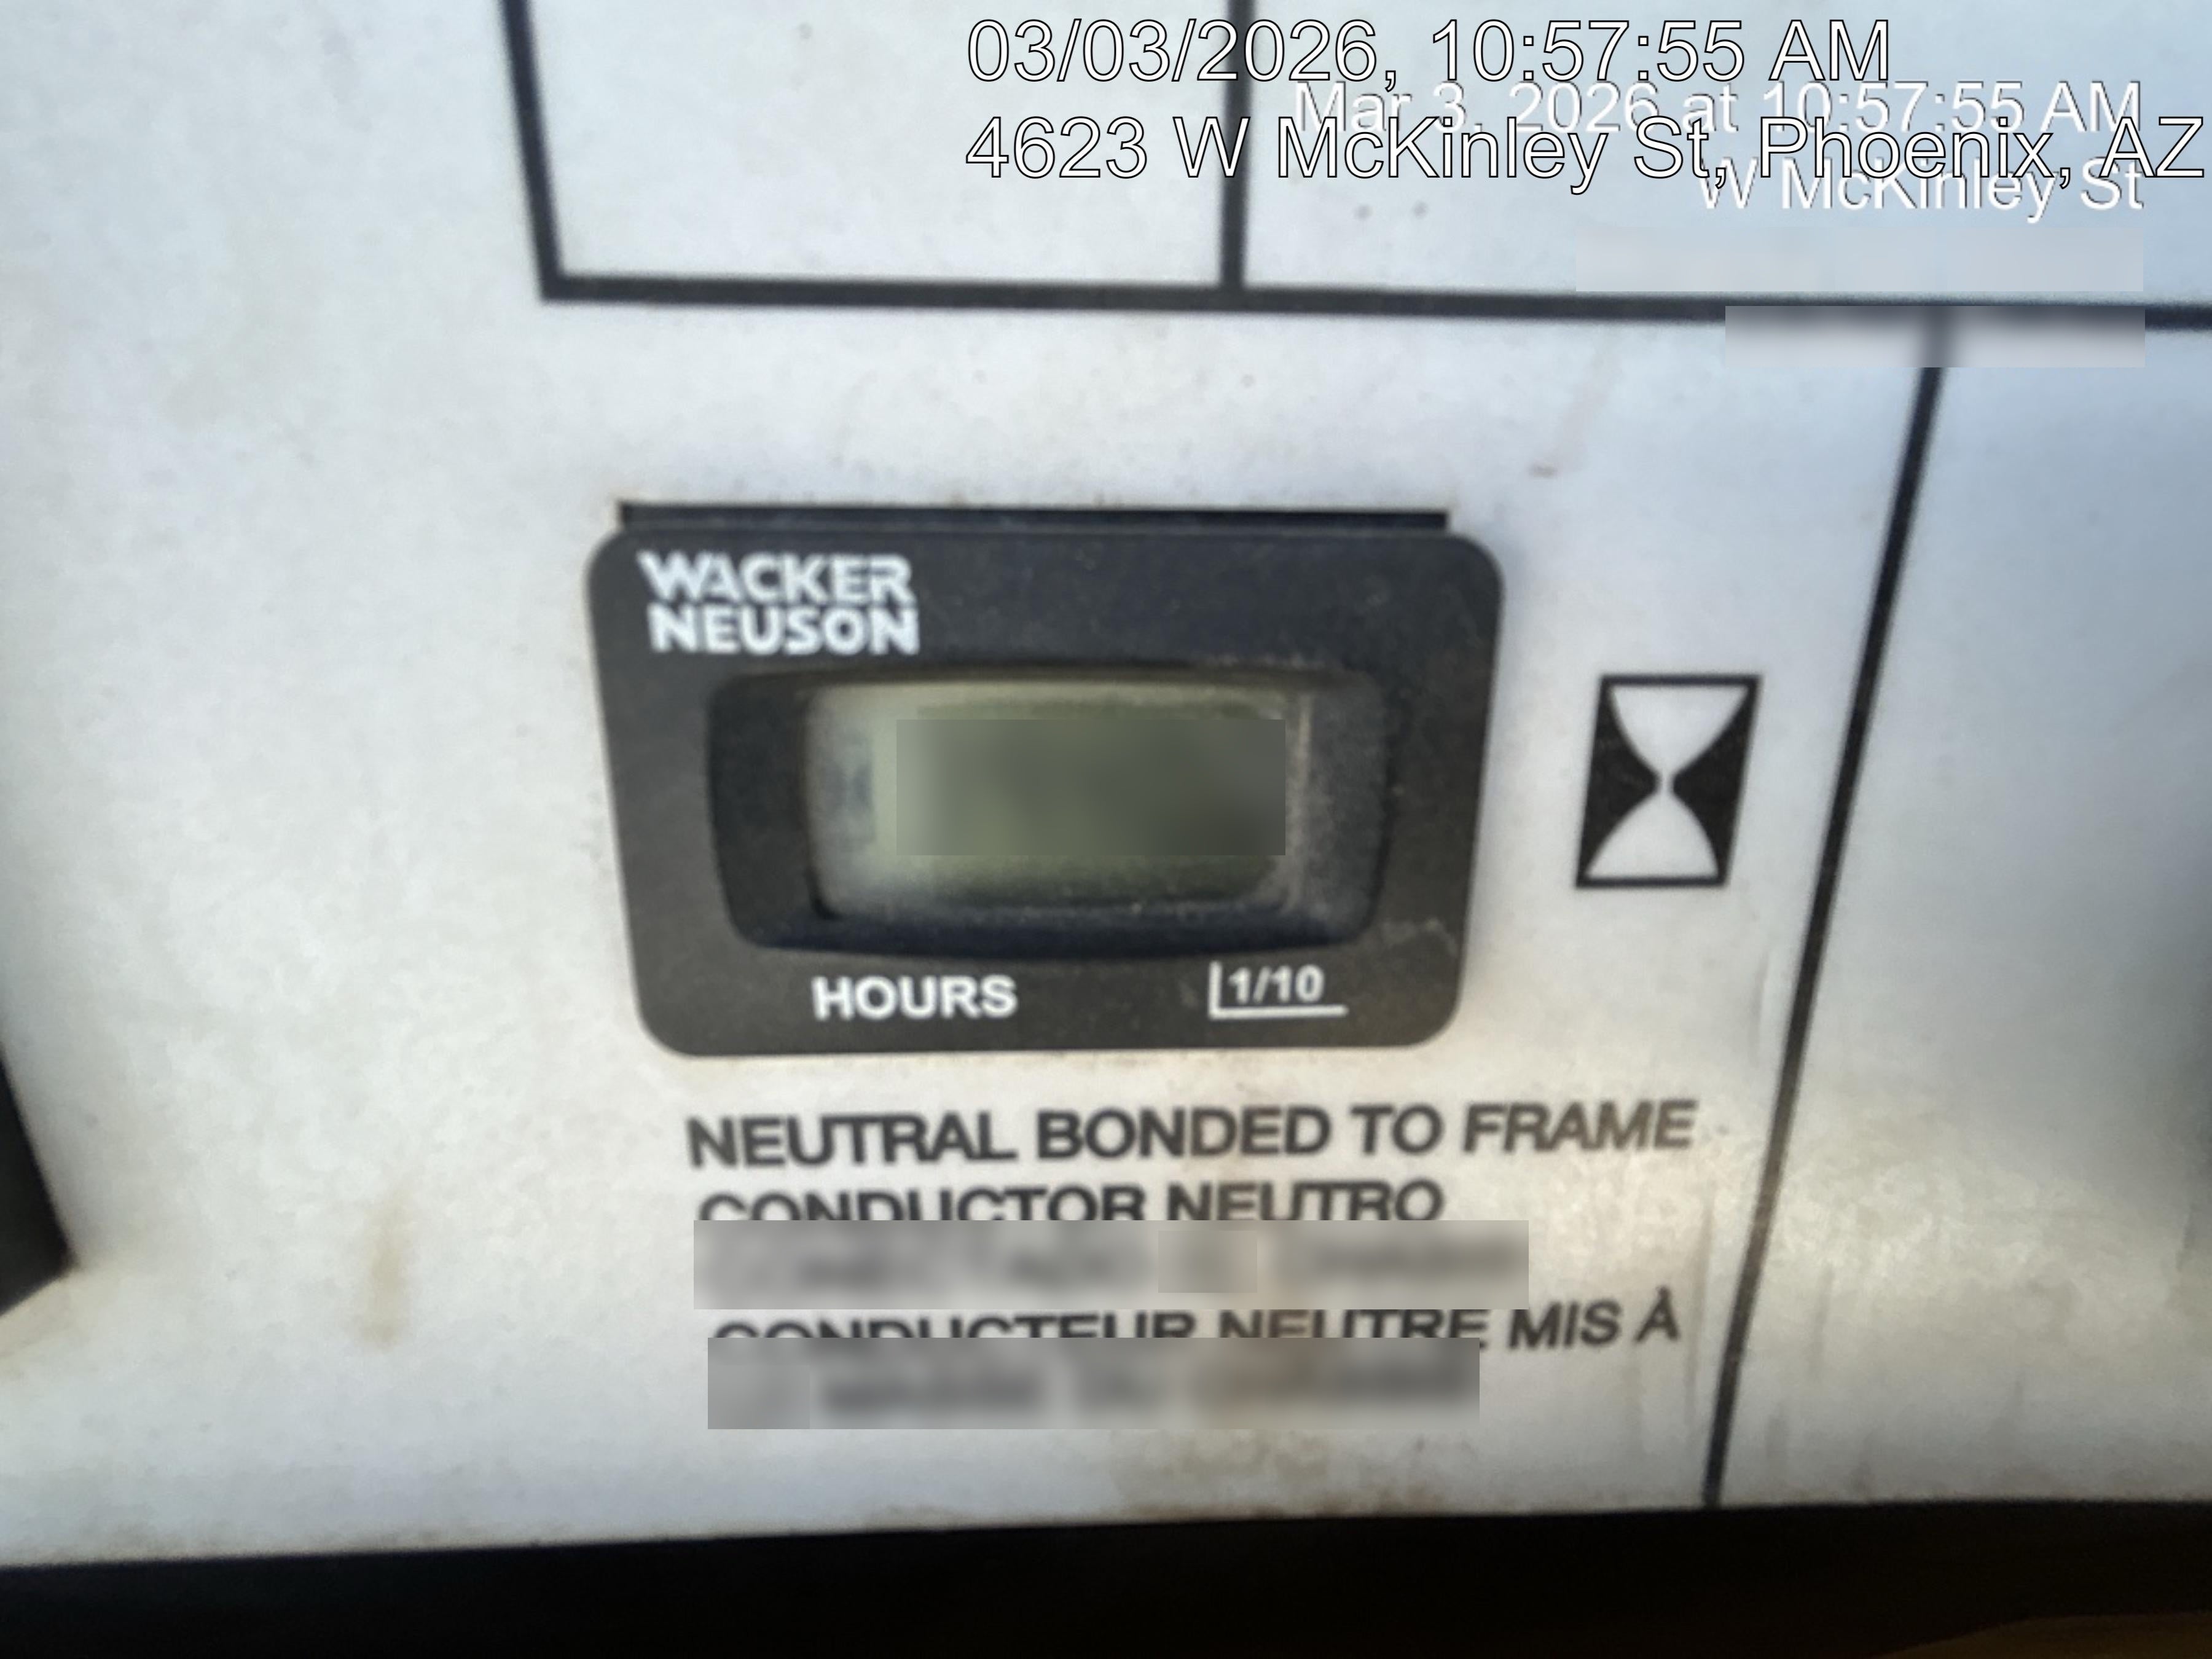 03/03/2026, 10:57:55 AM
Mar 3, 2026 at 10:57:55 AM
4623 W McKinley St, Phoenix, AZ
W McKinley St
WACKER
NEUSON
HOURS
1/10
NEUTRAL BONDED TO FRAME
CONDUCTOR NEUTRO
CONDUCTEUR NEUTRE MIS À